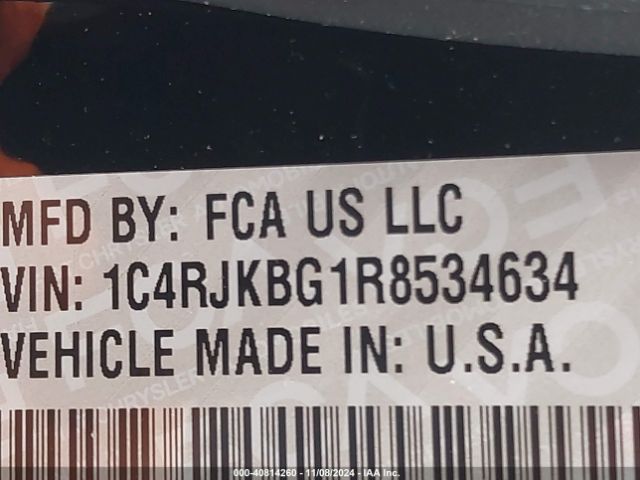 MFD BY: FCA US LLC
VIN: 1C4RJKBG1R8534634
VEHICLE MADE IN: U.S.A.
000-40814260 - 11/08/2024 - IAA Inc.